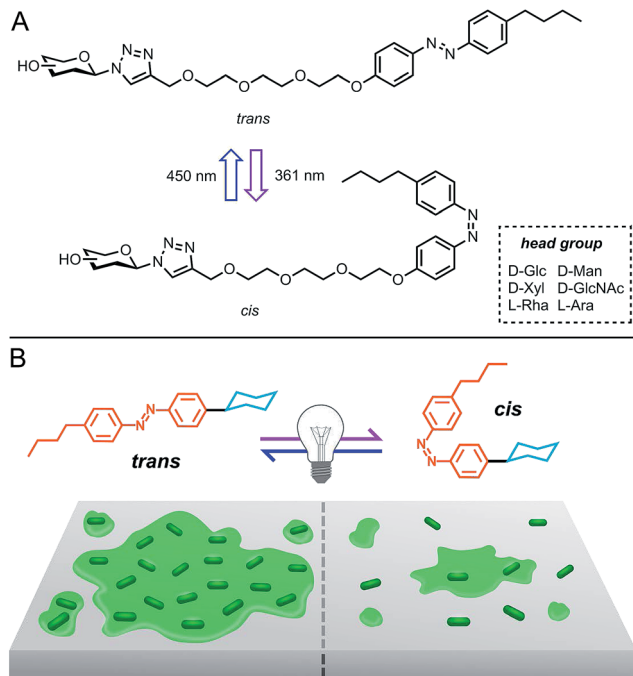 A
HO
O
N
N=N
O
O
O
O
N
N
trans
450 nm
361 nm
HO
O
N
N=N
O
O
O
O
N
N
cis
head group
D-Glc D-Man
D-Xyl D-GlcNAc
L-Rha L-Ara
B
N
N
trans
cis
N
N